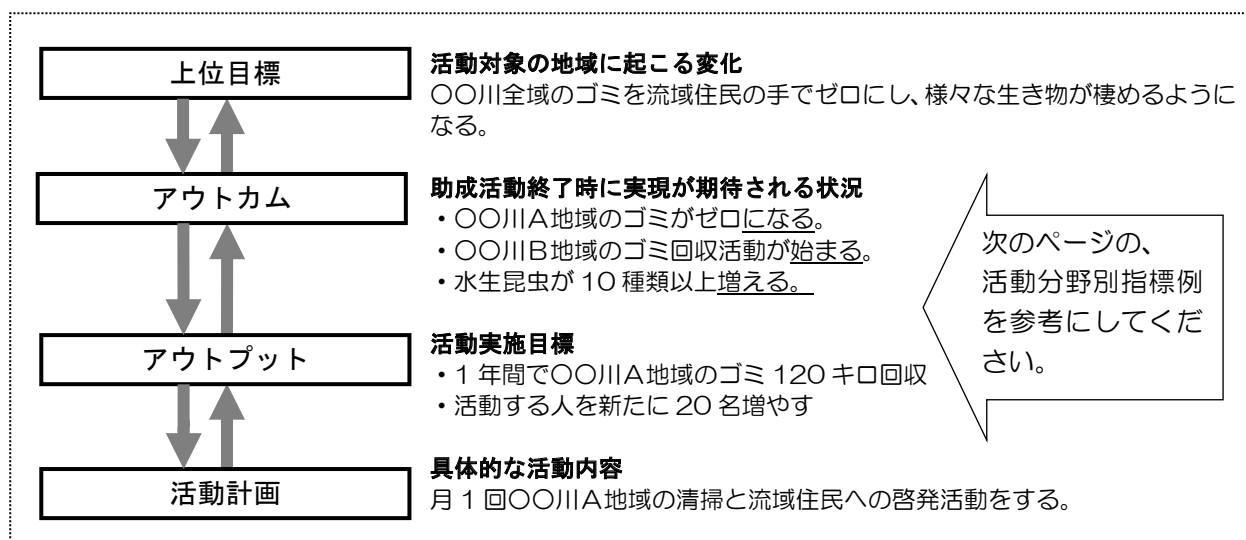 上位目標
活動対象の地域に起こる変化
〇〇川全域のゴミを流域住民の手でゼロにし、様々な生き物が棲めるように
なる。
アウトカム
助成活動終了時に実現が期待される状況
・〇〇川A地域のゴミがゼロになる。
・〇〇川B地域のゴミ回収活動が始まる。
・水生昆虫が 10 種類以上増える。
次のページの、
活動分野別指標例
を参考にしてくだ
さい。
アウトプット
活動実施目標
・1 年間で〇〇川A地域のゴミ 120 キロ回収
・活動する人を新たに 20 名増やす
活動計画
具体的な活動内容
月 1 回〇〇川A地域の清掃と流域住民への啓発活動をする。